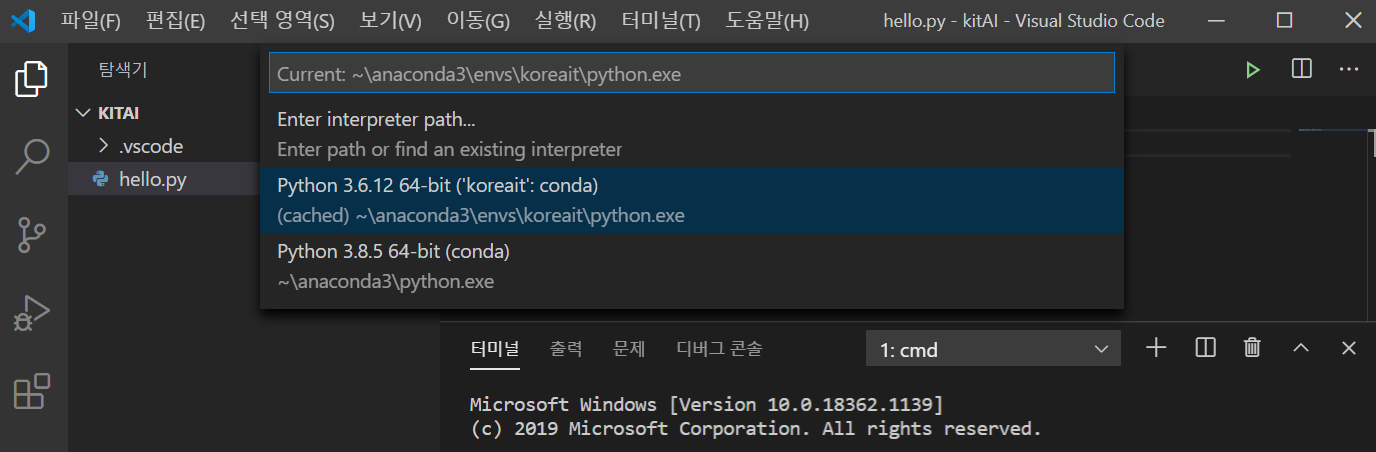 파일(F) 편집(E) 선택 영역(S) 보기(V) 이동(G) 실행(R) 터미널(T) 도움말(H) hello.py - kitAI - Visual Studio Code
탐색기
KITAI
.vscode
hello.py
Current: ~\anaconda3\envs\koreait\python.exe
Enter interpreter path...
Enter path or find an existing interpreter
Python 3.6.12 64-bit ('koreait': conda)
(cached) ~\anaconda3\envs\koreait\python.exe
Python 3.8.5 64-bit (conda)
~\anaconda3\python.exe
터미널 출력 문제 디버그 콘솔 1: cmd
Microsoft Windows [Version 10.0.18362.1139]
(c) 2019 Microsoft Corporation. All rights reserved.